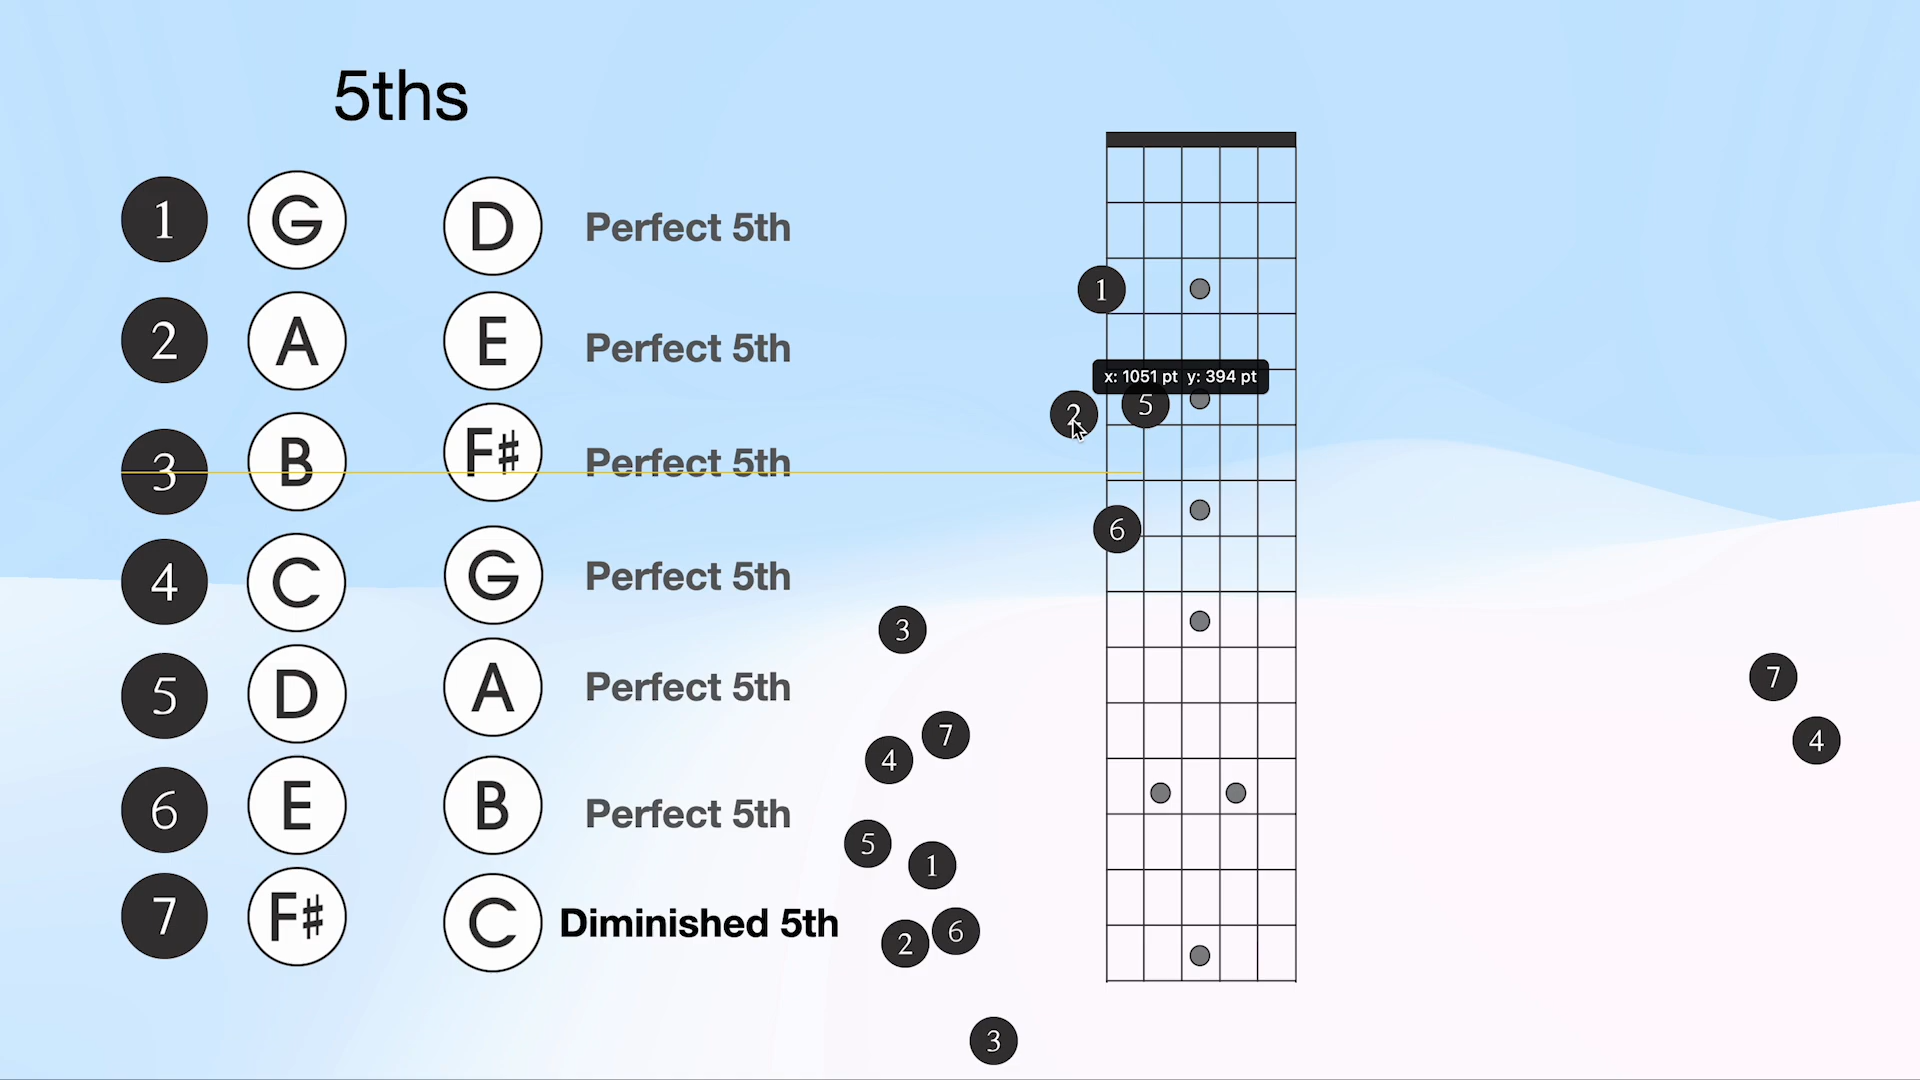 5ths
1 G D Perfect 5th
2 A E Perfect 5th
3 B F♯ Perfect 5th
4 C G Perfect 5th
5 D A Perfect 5th
6 E B Perfect 5th
7 F♯ C Diminished 5th
1
x: 1051 pt y: 394 pt
2 5
6
3
7
4
5
1
2 6
3
7
4